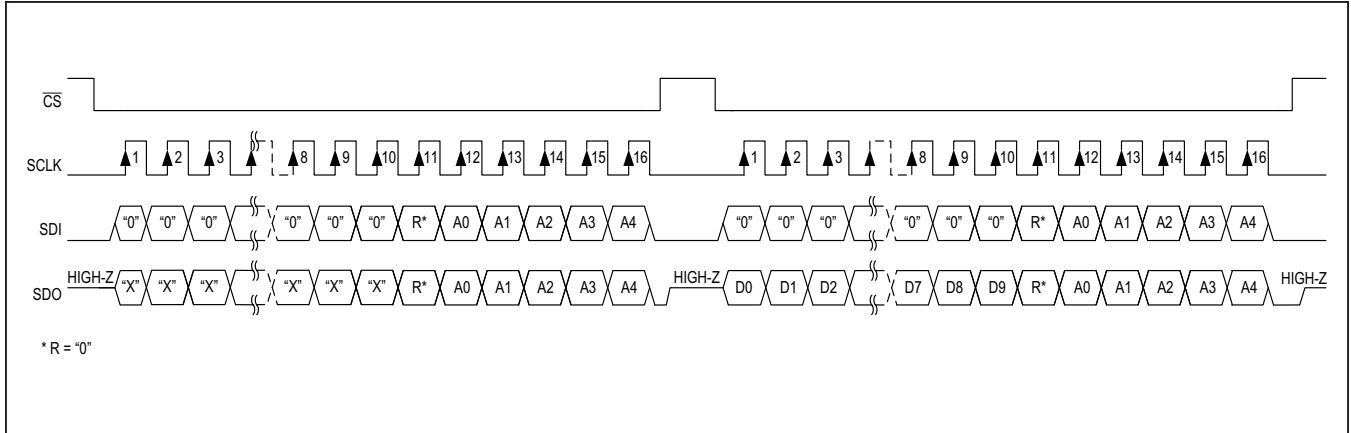 CS
SCLK 1 2 3 8 9 10 11 12 13 14 15 16 1 2 3 8 9 10 11 12 13 14 15 16
SDI “0” “0” “0” “0” “0” “0” R* A0 A1 A2 A3 A4 “0” “0” “0” “0” “0” “0” R* A0 A1 A2 A3 A4
SDO HIGH-Z “X” “X” “X” “X” “X” “X” R* A0 A1 A2 A3 A4 HIGH-Z D0 D1 D2 D7 D8 D9 R* A0 A1 A2 A3 A4 HIGH-Z
* R = “0”